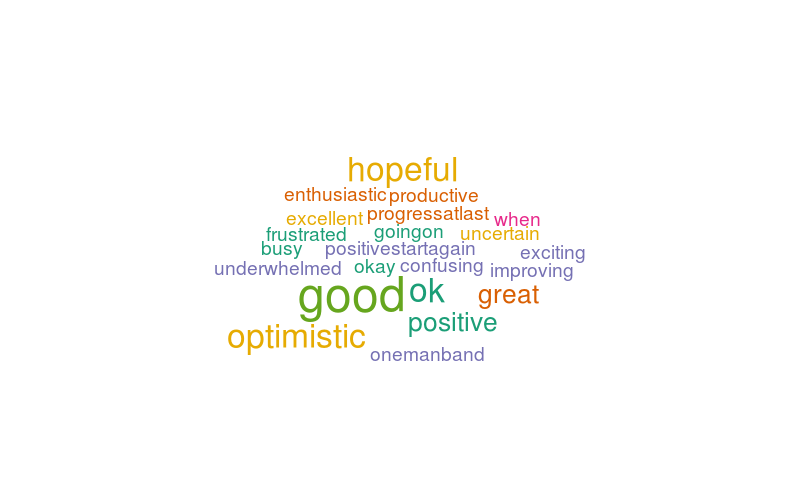 hopeful
enthusiastic productive
excellent progressatlast when
frustrated goingon uncertain
busy positivestartagain exciting
underwhelmed okay confusing improving
good ok great
optimistic positive
onemanband